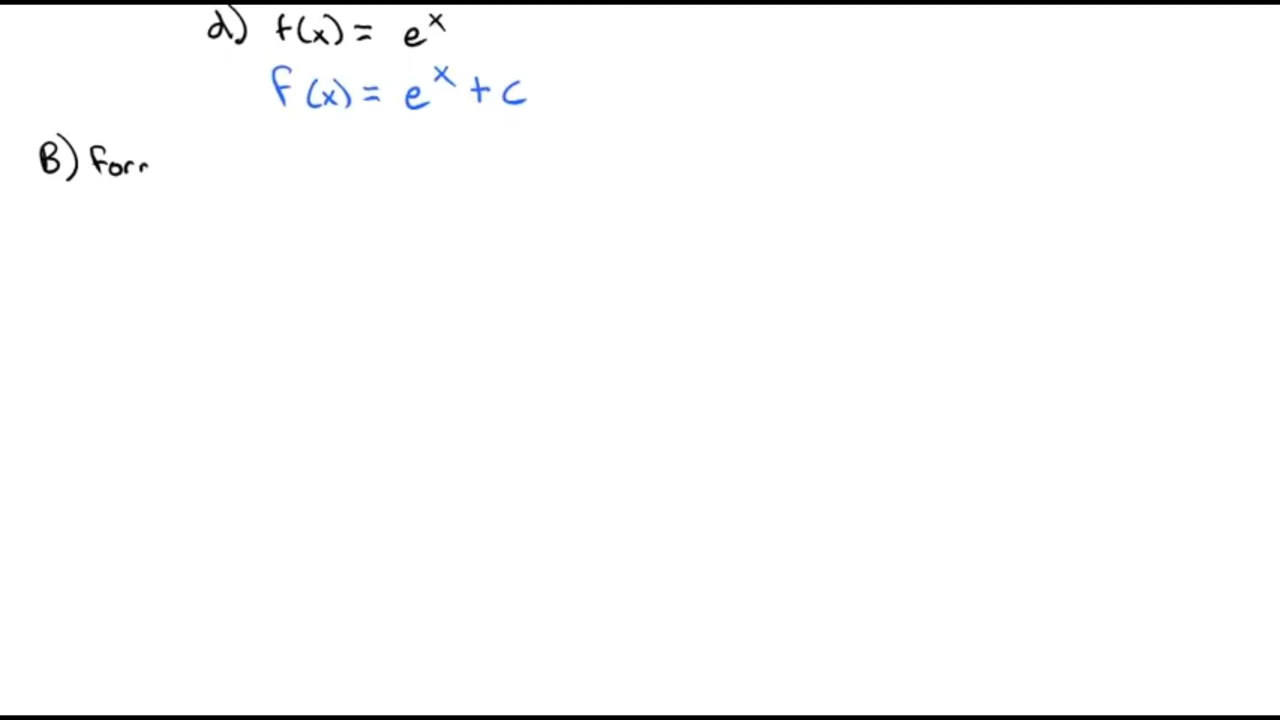 d) f(x) = e^x
F(x) = e^x + c
B) Forr